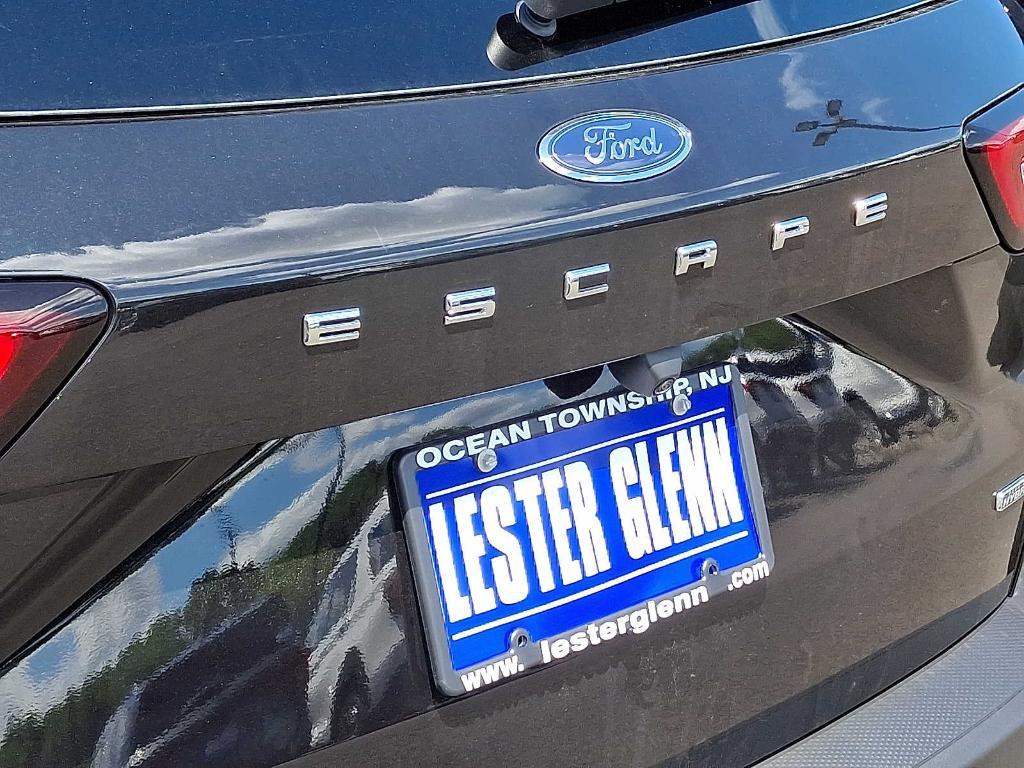 Ford
ESCAPE
OCEAN TOWNSHIP, NJ
LESTER GLENN
www.lesterglenn.com